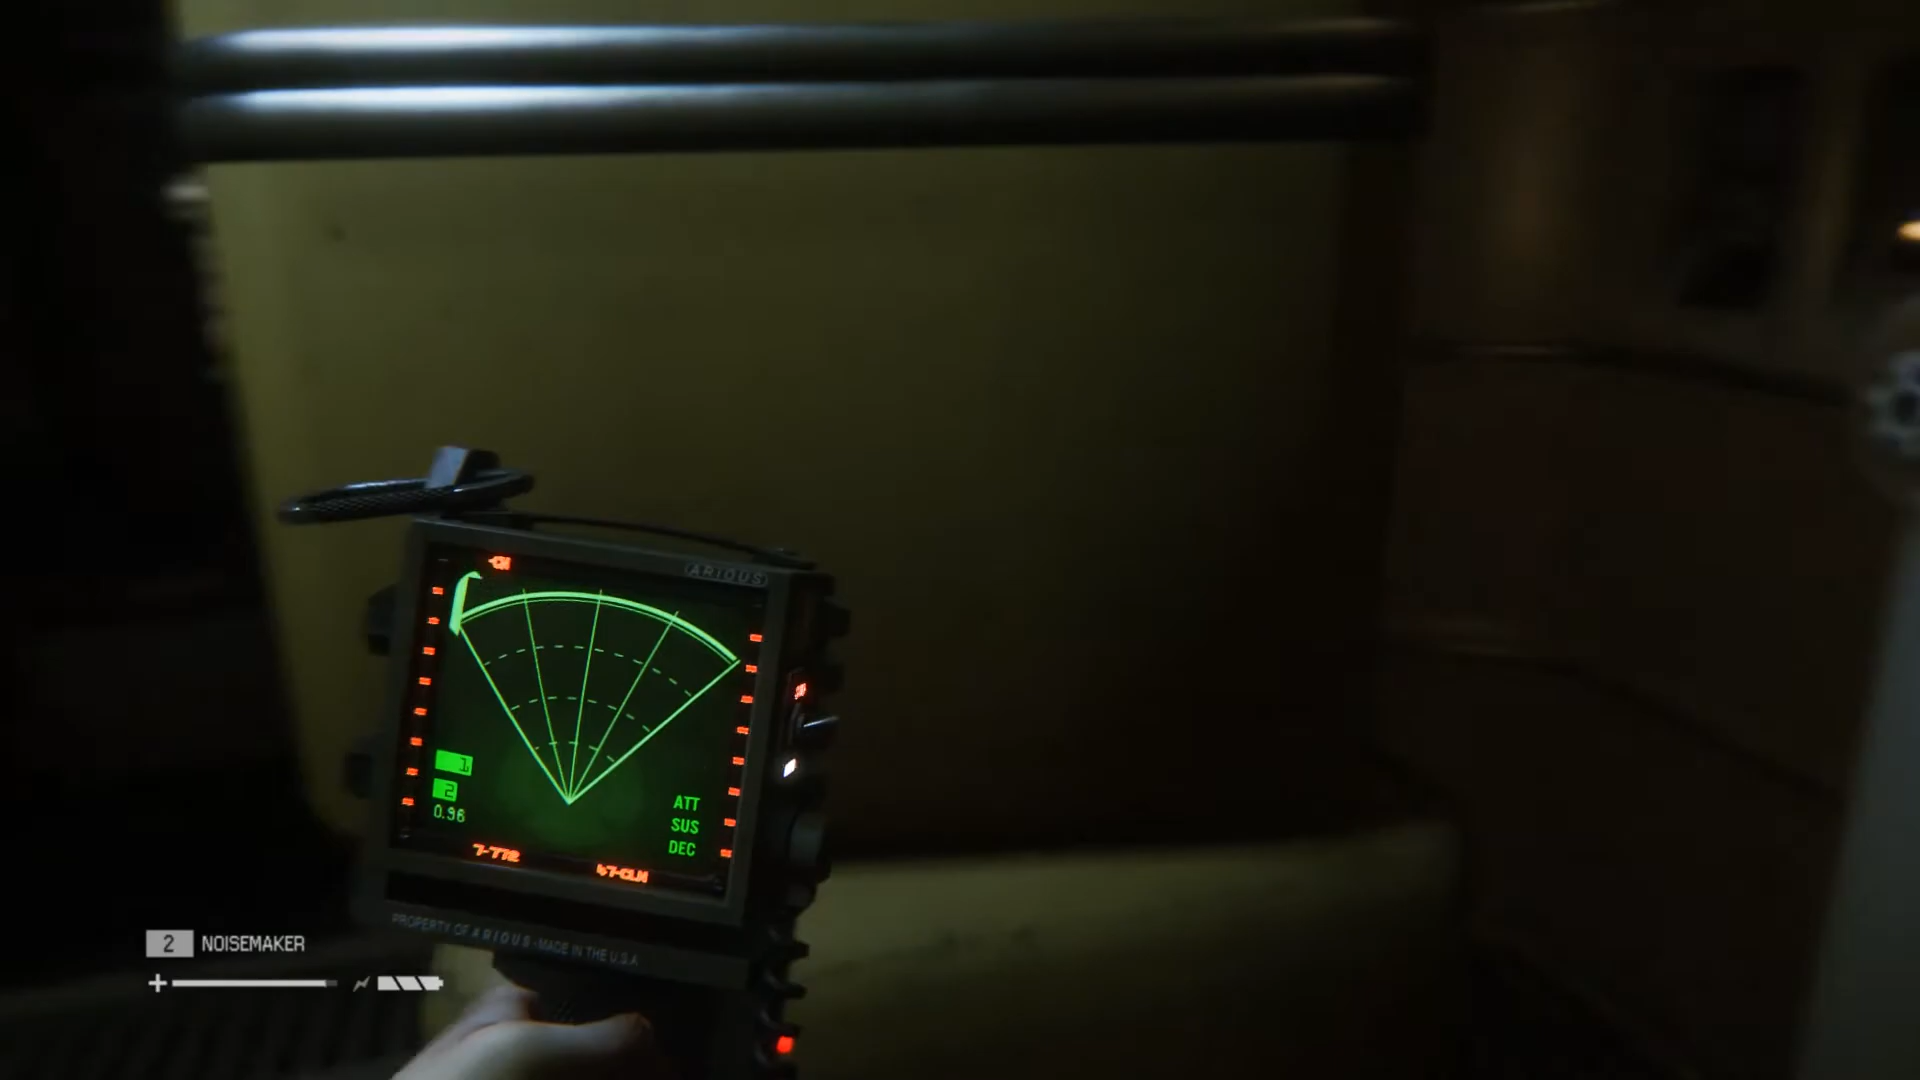 ARIOUS
1
2
0.96
ATT
SUS
DEC
7-772
47-CLN
PROPERTY OF ARIOUS-MADE IN THE U.S.A
2 NOISEMAKER